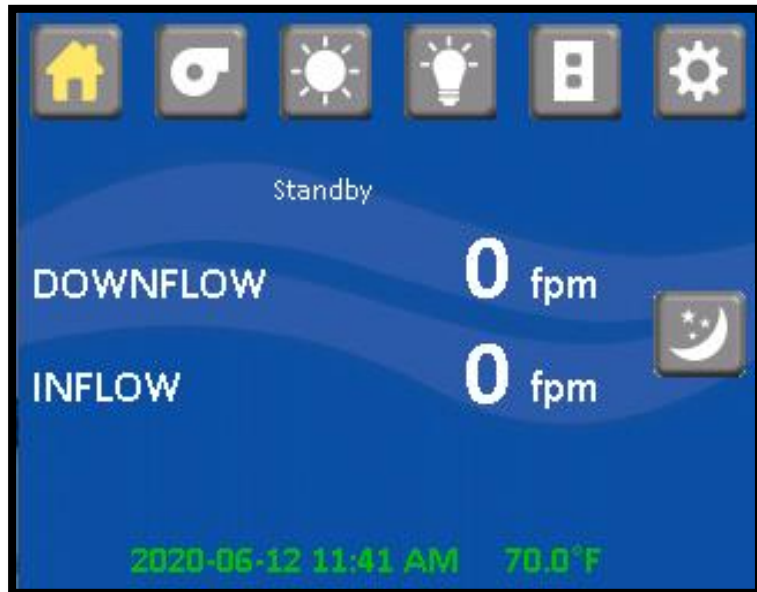 Standby
DOWNFLOW 0 fpm
INFLOW 0 fpm
2020-06-12 11:41 AM 70.0°F